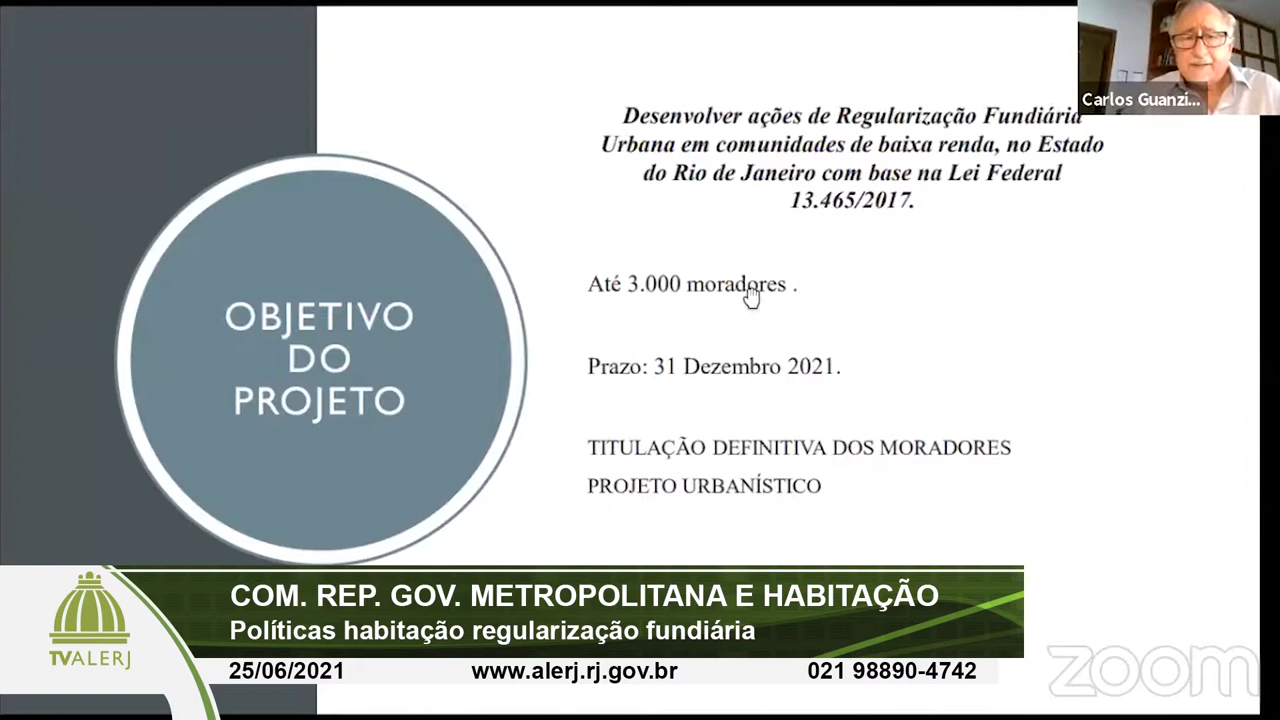 Carlos Guanzi...
Desenvolver ações de Regularização Fundiária
Urbana em comunidades de baixa renda, no Estado
do Rio de Janeiro com base na Lei Federal
13.465/2017.
Até 3.000 moradores .
OBJETIVO
DO
PROJETO
Prazo: 31 Dezembro 2021.
TITULAÇÃO DEFINITIVA DOS MORADORES
PROJETO URBANÍSTICO
COM. REP. GOV. METROPOLITANA E HABITAÇÃO
Políticas habitação regularização fundiária
TVALERJ
25/06/2021 www.alerj.rj.gov.br 021 98890-4742
zoom